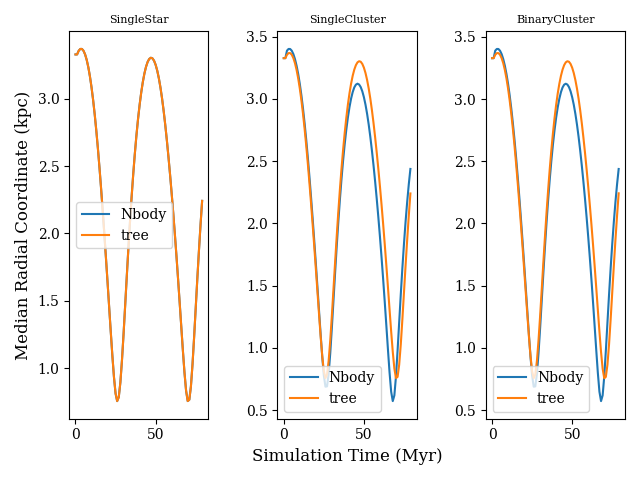 SingleStar
SingleCluster
BinaryCluster
Median Radial Coordinate (kpc)
3.0
2.5
2.0
1.5
1.0
Nbody
tree
0
50
3.5
3.0
2.5
2.0
1.5
1.0
0.5
Nbody
tree
0
50
3.5
3.0
2.5
2.0
1.5
1.0
0.5
Nbody
tree
0
50
Simulation Time (Myr)